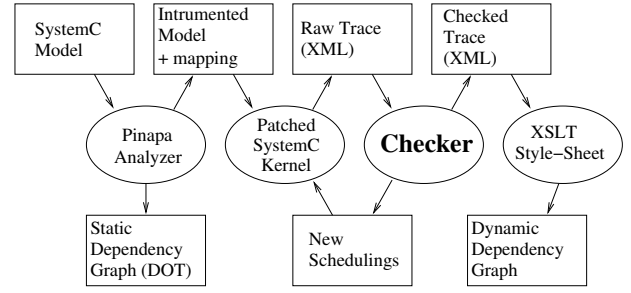 SystemC
Model
Intrumented
Model
+ mapping
Raw Trace
(XML)
Checked
Trace
(XML)
Pinapa
Analyzer
Patched
SystemC
Kernel
Checker
XSLT
Style-Sheet
Static
Dependency
Graph (DOT)
New
Schedulings
Dynamic
Dependency
Graph